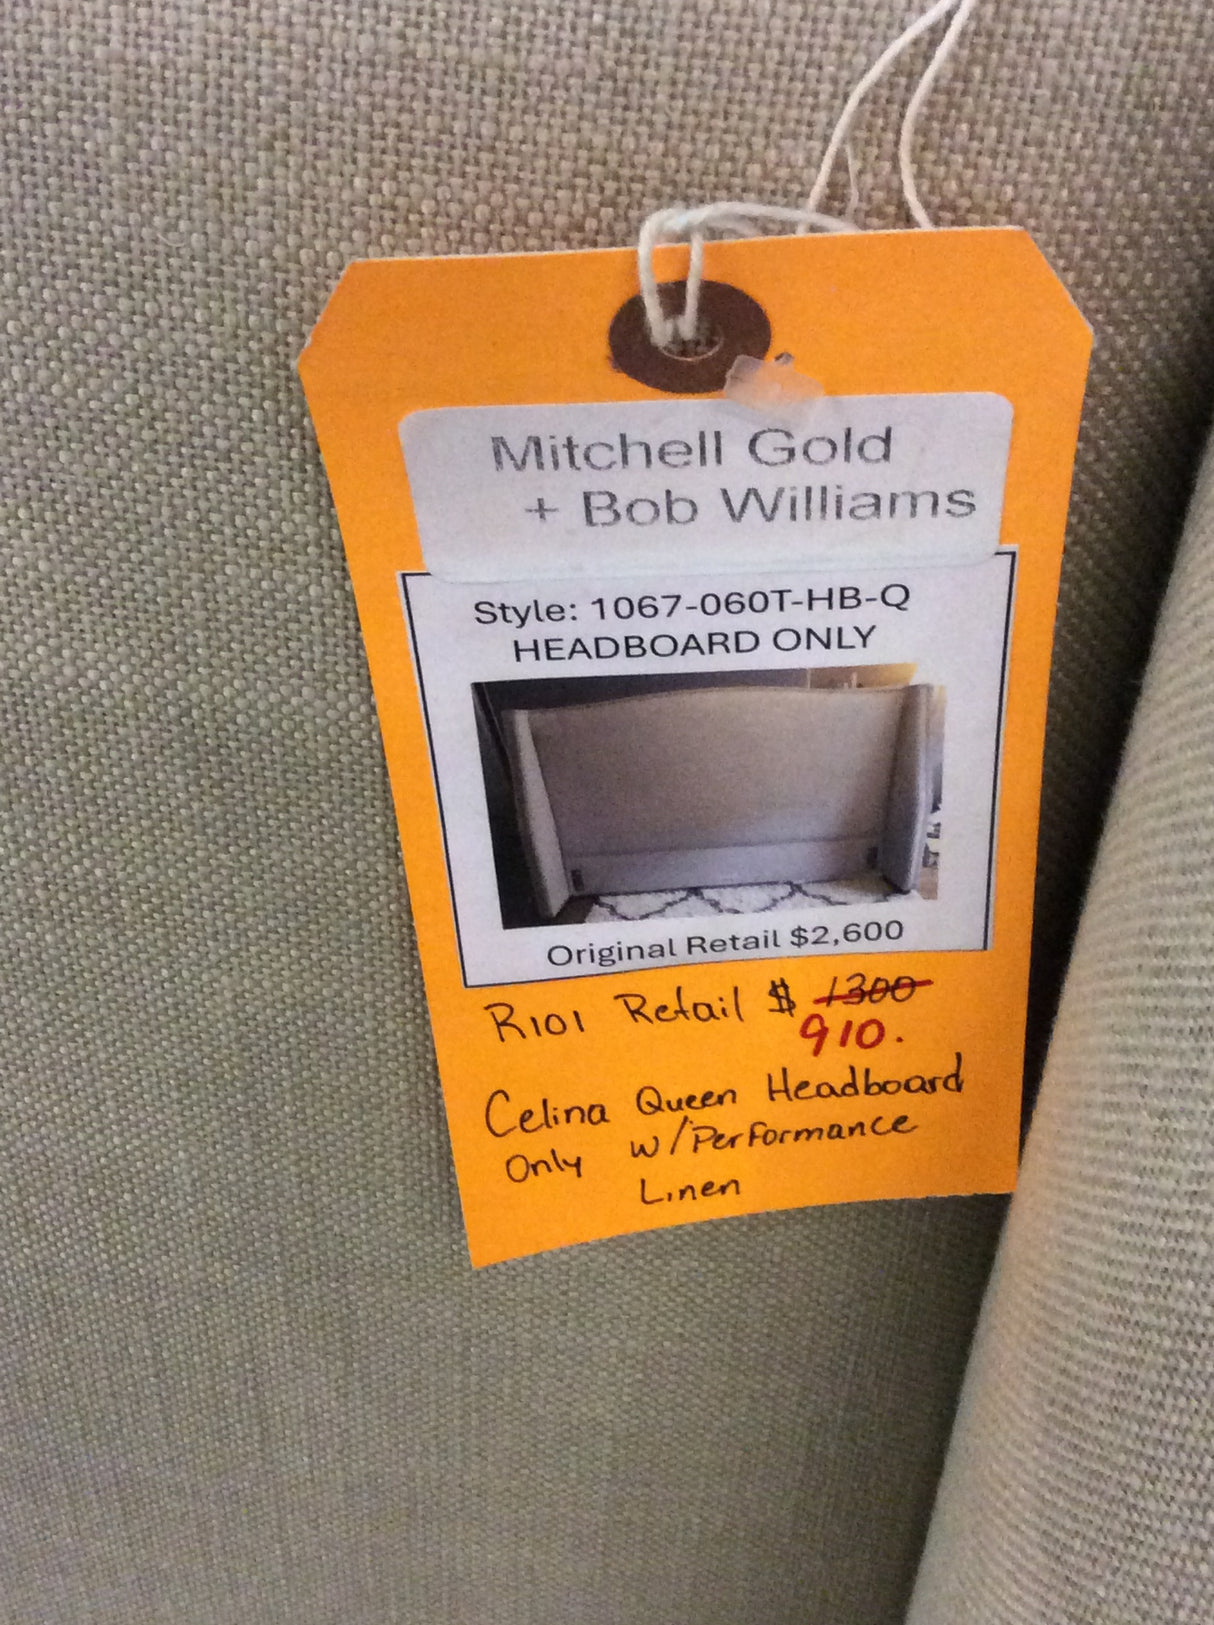 Mitchell Gold
+ Bob Williams
Style: 1067-060T-HB-Q
HEADBOARD ONLY
Original Retail $2,600
R101 Retail $ 1300
910.
Celina Queen Headboard
Only w/Performance
Linen